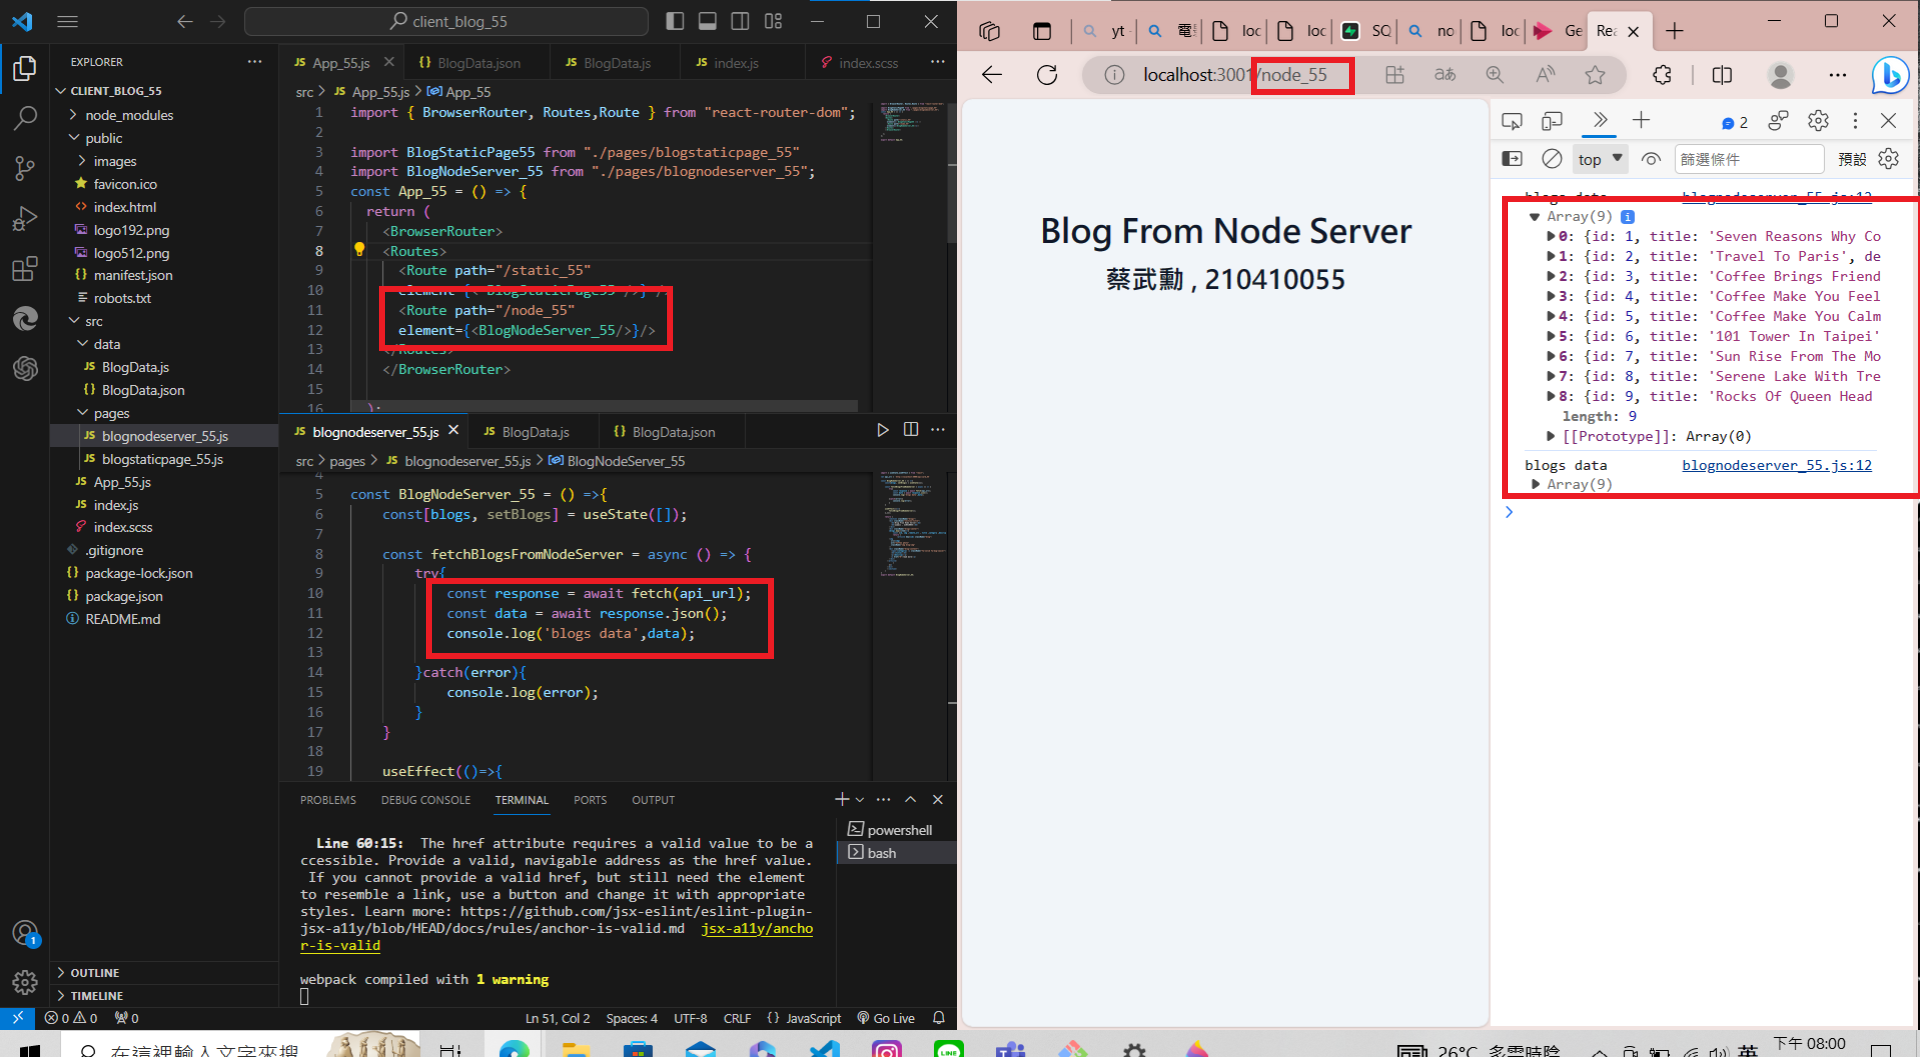 client_blog_55
EXPLORER
CLIENT_BLOG_55
node_modules
public
images
favicon.ico
index.html
logo192.png
logo512.png
manifest.json
robots.txt
src
data
BlogData.js
BlogData.json
pages
blognodeserver_55.js
blogstaticpage_55.js
App_55.js
index.js
index.scss
.gitignore
package-lock.json
package.json
README.md
OUTLINE
TIMELINE
App_55.js BlogData.json BlogData.js index.js index.scss
src > App_55.js > App_55
1 import { BrowserRouter, Routes,Route } from "react-router-dom";
2
3 import BlogStaticPage55 from "./pages/blogstaticpage_55"
4 import BlogNodeServer_55 from "./pages/blognodeserver_55";
5 const App_55 = () => {
6 return (
7 <BrowserRouter>
8 <Routes>
9 <Route path="/static_55"
10 element={<BlogStaticPage55/>}/>
11 <Route path="/node_55"
12 element={<BlogNodeServer_55/>}/>
13 </Routes>
14 </BrowserRouter>
15
16 );
blognodeserver_55.js BlogData.js BlogData.json
src > pages > blognodeserver_55.js > BlogNodeServer_55
4
5 const BlogNodeServer_55 = () =>{
6 const[blogs, setBlogs] = useState([]);
7
8 const fetchBlogsFromNodeServer = async () => {
9 try{
10 const response = await fetch(api_url);
11 const data = await response.json();
12 console.log('blogs data',data);
13
14 }catch(error){
15 console.log(error);
16 }
17 }
18
19 useEffect(()=>{
PROBLEMS DEBUG CONSOLE TERMINAL PORTS OUTPUT
powershell
bash
Line 60:15: The href attribute requires a valid value to be a
ccessible. Provide a valid, navigable address as the href value.
If you cannot provide a valid href, but still need the element
to resemble a link, use a button and change it with appropriate
styles. Learn more: https://github.com/jsx-eslint/eslint-plugin-
jsx-a11y/blob/HEAD/docs/rules/anchor-is-valid.md jsx-a11y/ancho
r-is-valid
webpack compiled with 1 warning
0 0 0 Ln 51, Col 2 Spaces: 4 UTF-8 CRLF {} JavaScript Go Live
yt loc loc SQ no loc Ge Rea
localhost:3001/node_55
Blog From Node Server
蔡武勳 , 210410055
2
top 篩選條件 預設
blogs data blognodeserver_55.js:12
Array(9)
0: {id: 1, title: 'Seven Reasons Why Co
1: {id: 2, title: 'Travel To Paris', de
2: {id: 3, title: 'Coffee Brings Friend
3: {id: 4, title: 'Coffee Make You Feel
4: {id: 5, title: 'Coffee Make You Calm
5: {id: 6, title: '101 Tower In Taipei'
6: {id: 7, title: 'Sun Rise From The Mo
7: {id: 8, title: 'Serene Lake With Tre
8: {id: 9, title: 'Rocks Of Queen Head
length: 9
[[Prototype]]: Array(0)
blogs data blognodeserver_55.js:12
Array(9)
在這裡輸入文字來搜 26°C 多雲時陰 英 下午 08:00